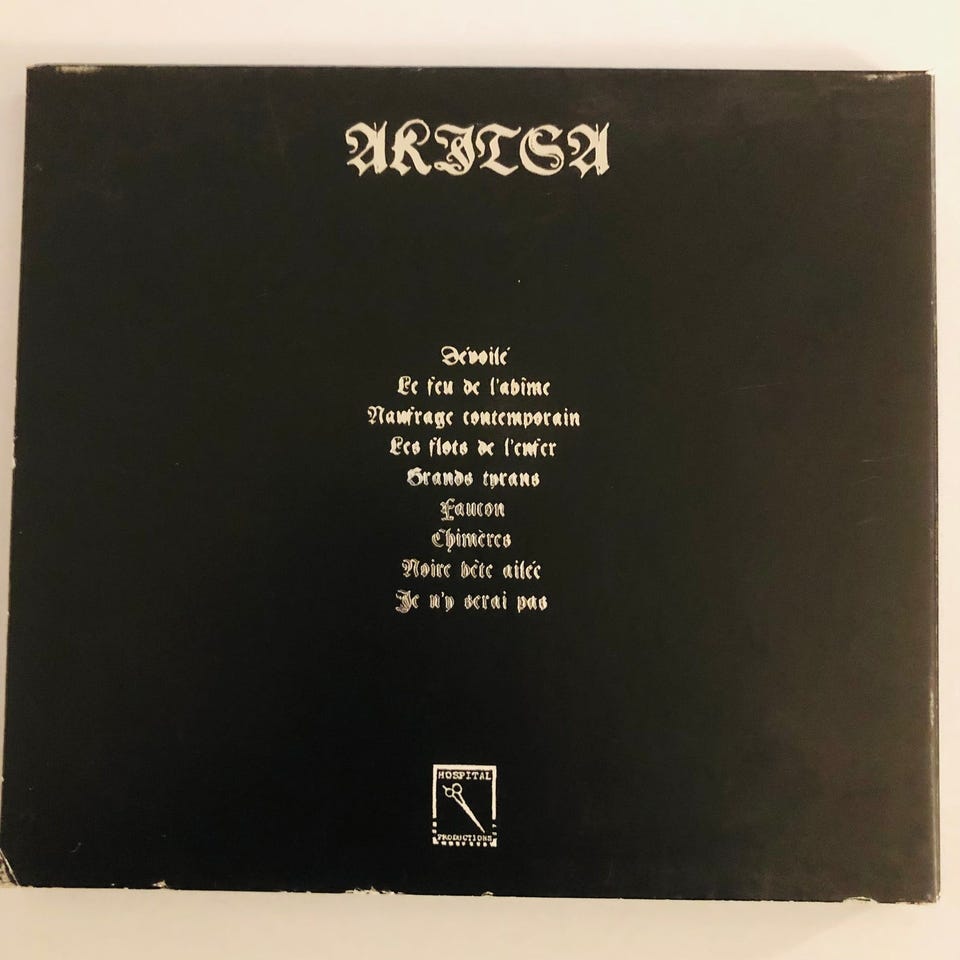 AKITSA
Dévoilé
Le feu de l'abîme
Naufrage contemporain
Les flots de l'enfer
Grands tyrans
Faucon
Chimères
Noire bête ailée
Je n'y serai pas
HOSPITAL
PRODUCTIONS